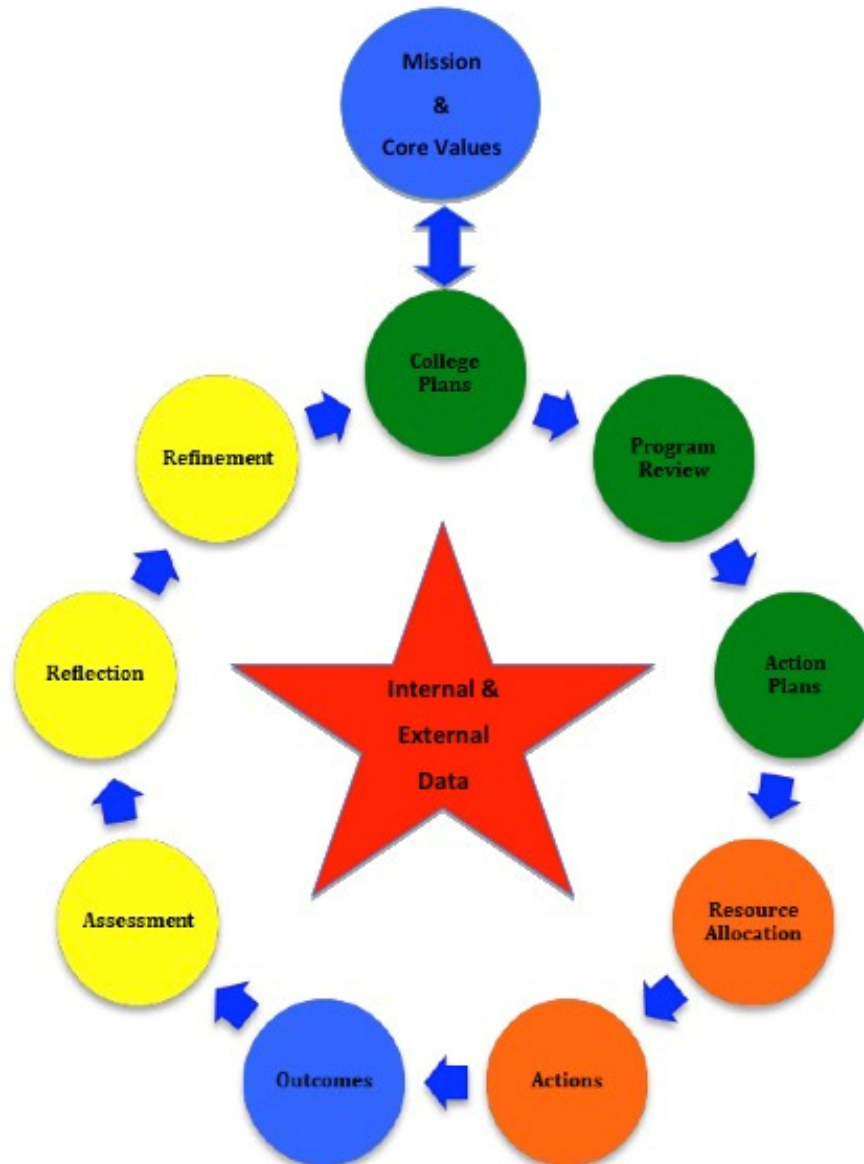 Mission
&
Core Values
College
Plans
Program
Review
Action
Plans
Resource
Allocation
Actions
Outcomes
Assessment
Reflection
Refinement
Internal &
External
Data